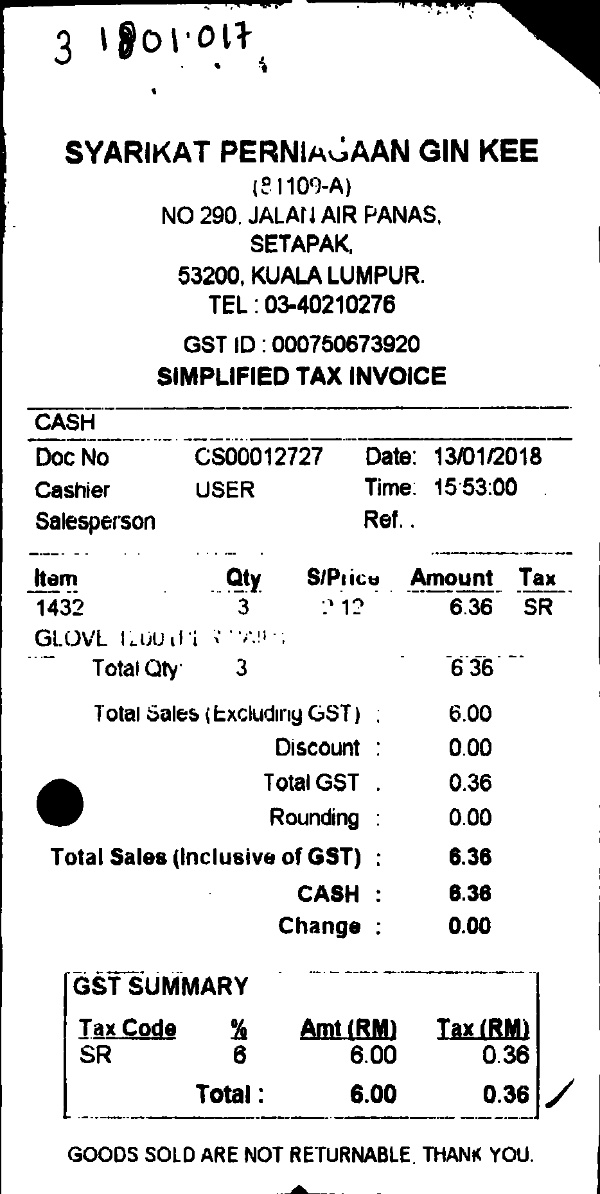 3 1801.017
SYARIKAT PERNIAGAAN GIN KEE
(81109-A)
NO 290, JALAN AIR PANAS,
SETAPAK,
53200, KUALA LUMPUR.
TEL : 03-40210276
GST ID : 000750673920
SIMPLIFIED TAX INVOICE
CASH
Doc No CS00012727 Date: 13/01/2018
Cashier USER Time: 15:53:00
Salesperson Ref. :
Item Qty S/Price Amount Tax
1432 3 2.12 6.36 SR
GLOVE
Total Qty: 3 6.36
Total Sales (Excluding GST) : 6.00
Discount : 0.00
Total GST : 0.36
Rounding : 0.00
Total Sales (Inclusive of GST) : 6.36
CASH : 6.36
Change : 0.00
GST SUMMARY
Tax Code % Amt (RM) Tax (RM)
SR 6 6.00 0.36
Total : 6.00 0.36
GOODS SOLD ARE NOT RETURNABLE, THANK YOU.